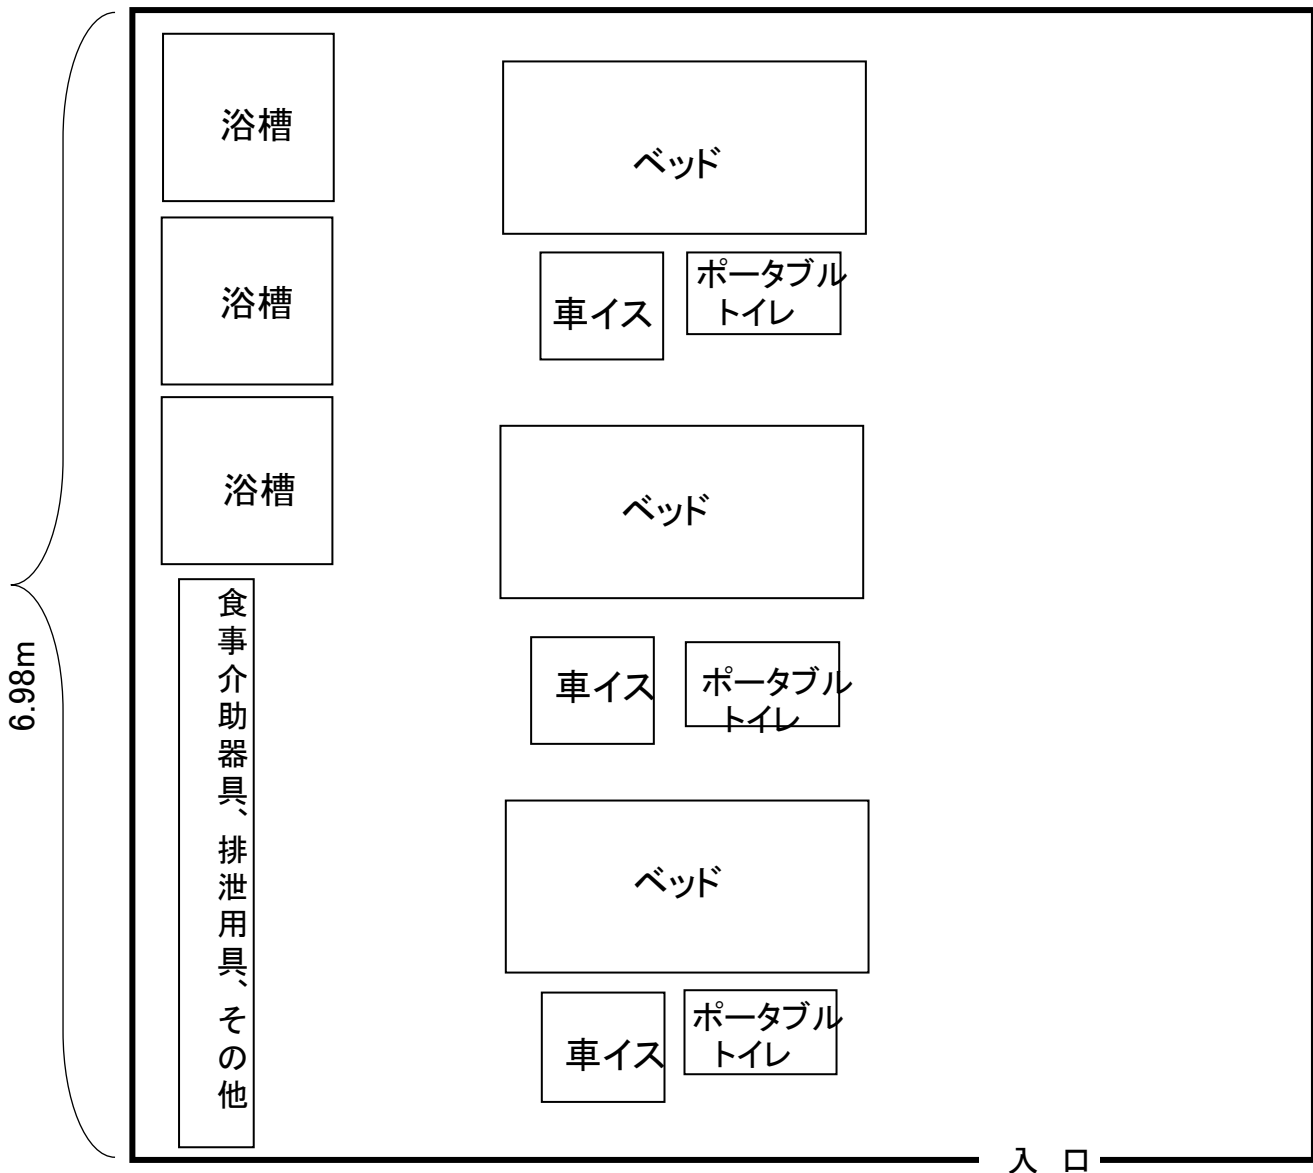 浴槽
ベッド
車イス
ポータブル
トイレ
浴槽
浴槽
ベッド
車イス
ポータブル
トイレ
ベッド
車イス
ポータブル
トイレ
食事介助器具、排泄用具、その他
6.98m
入 口